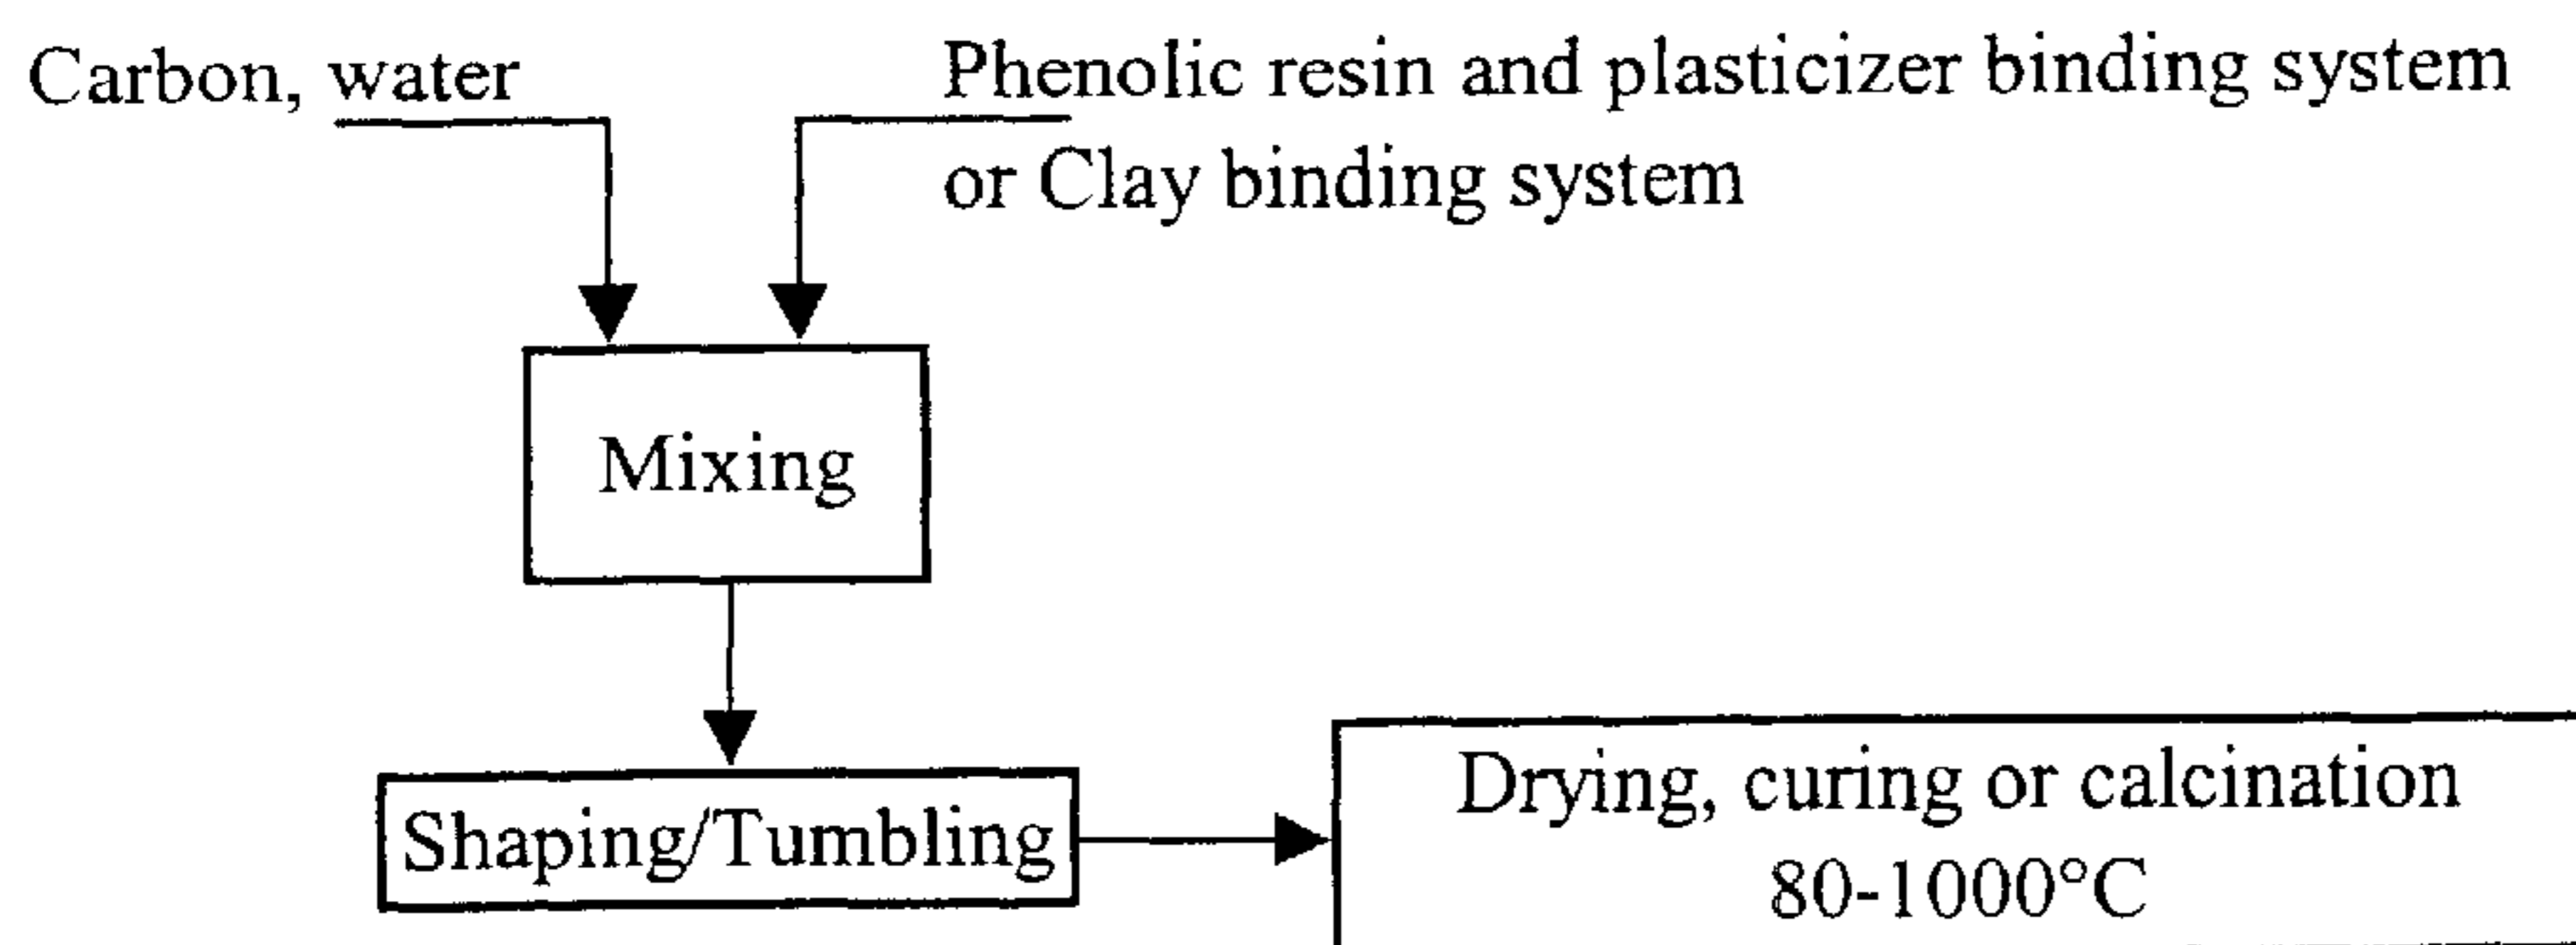 Carbon, water
Phenolic resin and plasticizer binding system
or Clay binding system
Mixing
Shaping/Tumbling
Drying, curing or calcination
80-1000°C